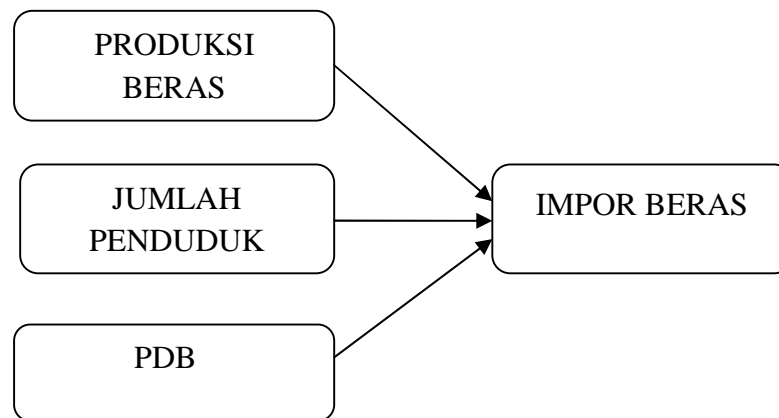 PRODUKSI
BERAS
JUMLAH
PENDUDUK
IMPOR BERAS
PDB